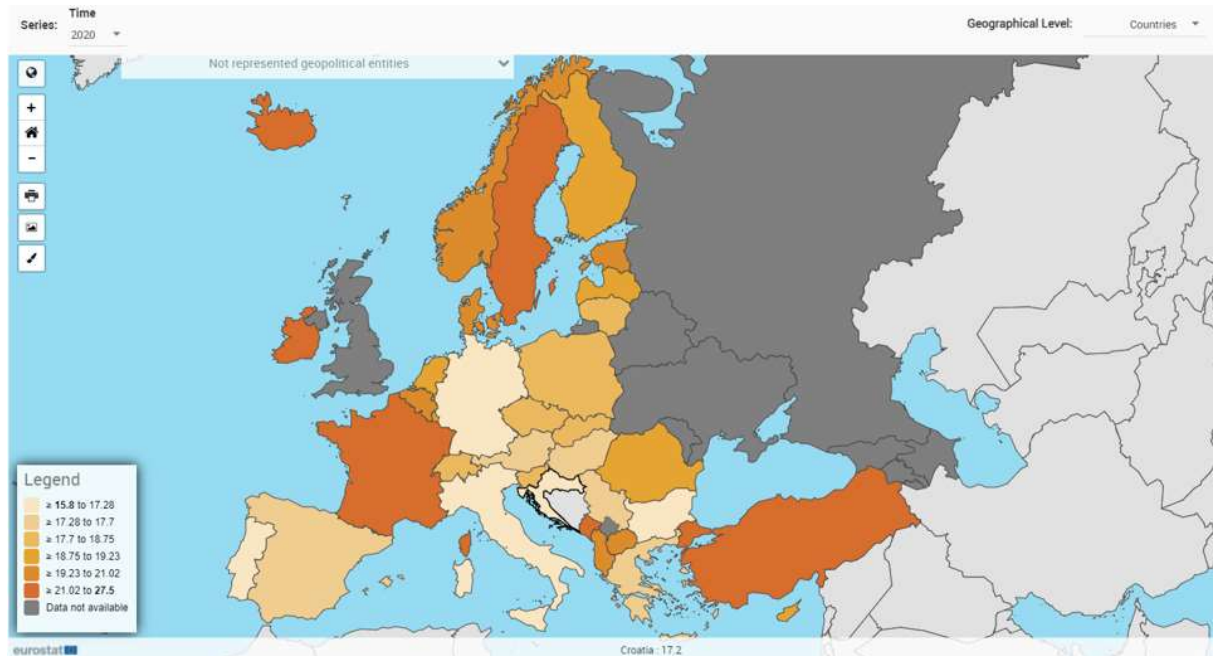 Series:
Time
2020
Geographical Level:
Countries
Not represented geopolitical entities
+
−
Legend
≥ 15.8 to 17.28
≥ 17.28 to 17.7
≥ 17.7 to 18.75
≥ 18.75 to 19.23
≥ 19.23 to 21.02
≥ 21.02 to 27.5
Data not available
eurostat
Croatia : 17.2